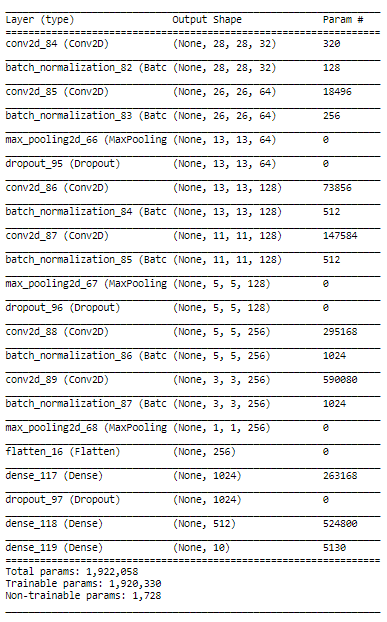 Layer (type) Output Shape Param #
conv2d_84 (Conv2D) (None, 28, 28, 32) 320
batch_normalization_82 (Batc (None, 28, 28, 32) 128
conv2d_85 (Conv2D) (None, 26, 26, 64) 18496
batch_normalization_83 (Batc (None, 26, 26, 64) 256
max_pooling2d_66 (MaxPooling (None, 13, 13, 64) 0
dropout_95 (Dropout) (None, 13, 13, 64) 0
conv2d_86 (Conv2D) (None, 13, 13, 128) 73856
batch_normalization_84 (Batc (None, 13, 13, 128) 512
conv2d_87 (Conv2D) (None, 11, 11, 128) 147584
batch_normalization_85 (Batc (None, 11, 11, 128) 512
max_pooling2d_67 (MaxPooling (None, 5, 5, 128) 0
dropout_96 (Dropout) (None, 5, 5, 128) 0
conv2d_88 (Conv2D) (None, 5, 5, 256) 295168
batch_normalization_86 (Batc (None, 5, 5, 256) 1024
conv2d_89 (Conv2D) (None, 3, 3, 256) 590080
batch_normalization_87 (Batc (None, 3, 3, 256) 1024
max_pooling2d_68 (MaxPooling (None, 1, 1, 256) 0
flatten_16 (Flatten) (None, 256) 0
dense_117 (Dense) (None, 1024) 263168
dropout_97 (Dropout) (None, 1024) 0
dense_118 (Dense) (None, 512) 524800
dense_119 (Dense) (None, 10) 5130
Total params: 1,922,058
Trainable params: 1,920,330
Non-trainable params: 1,728